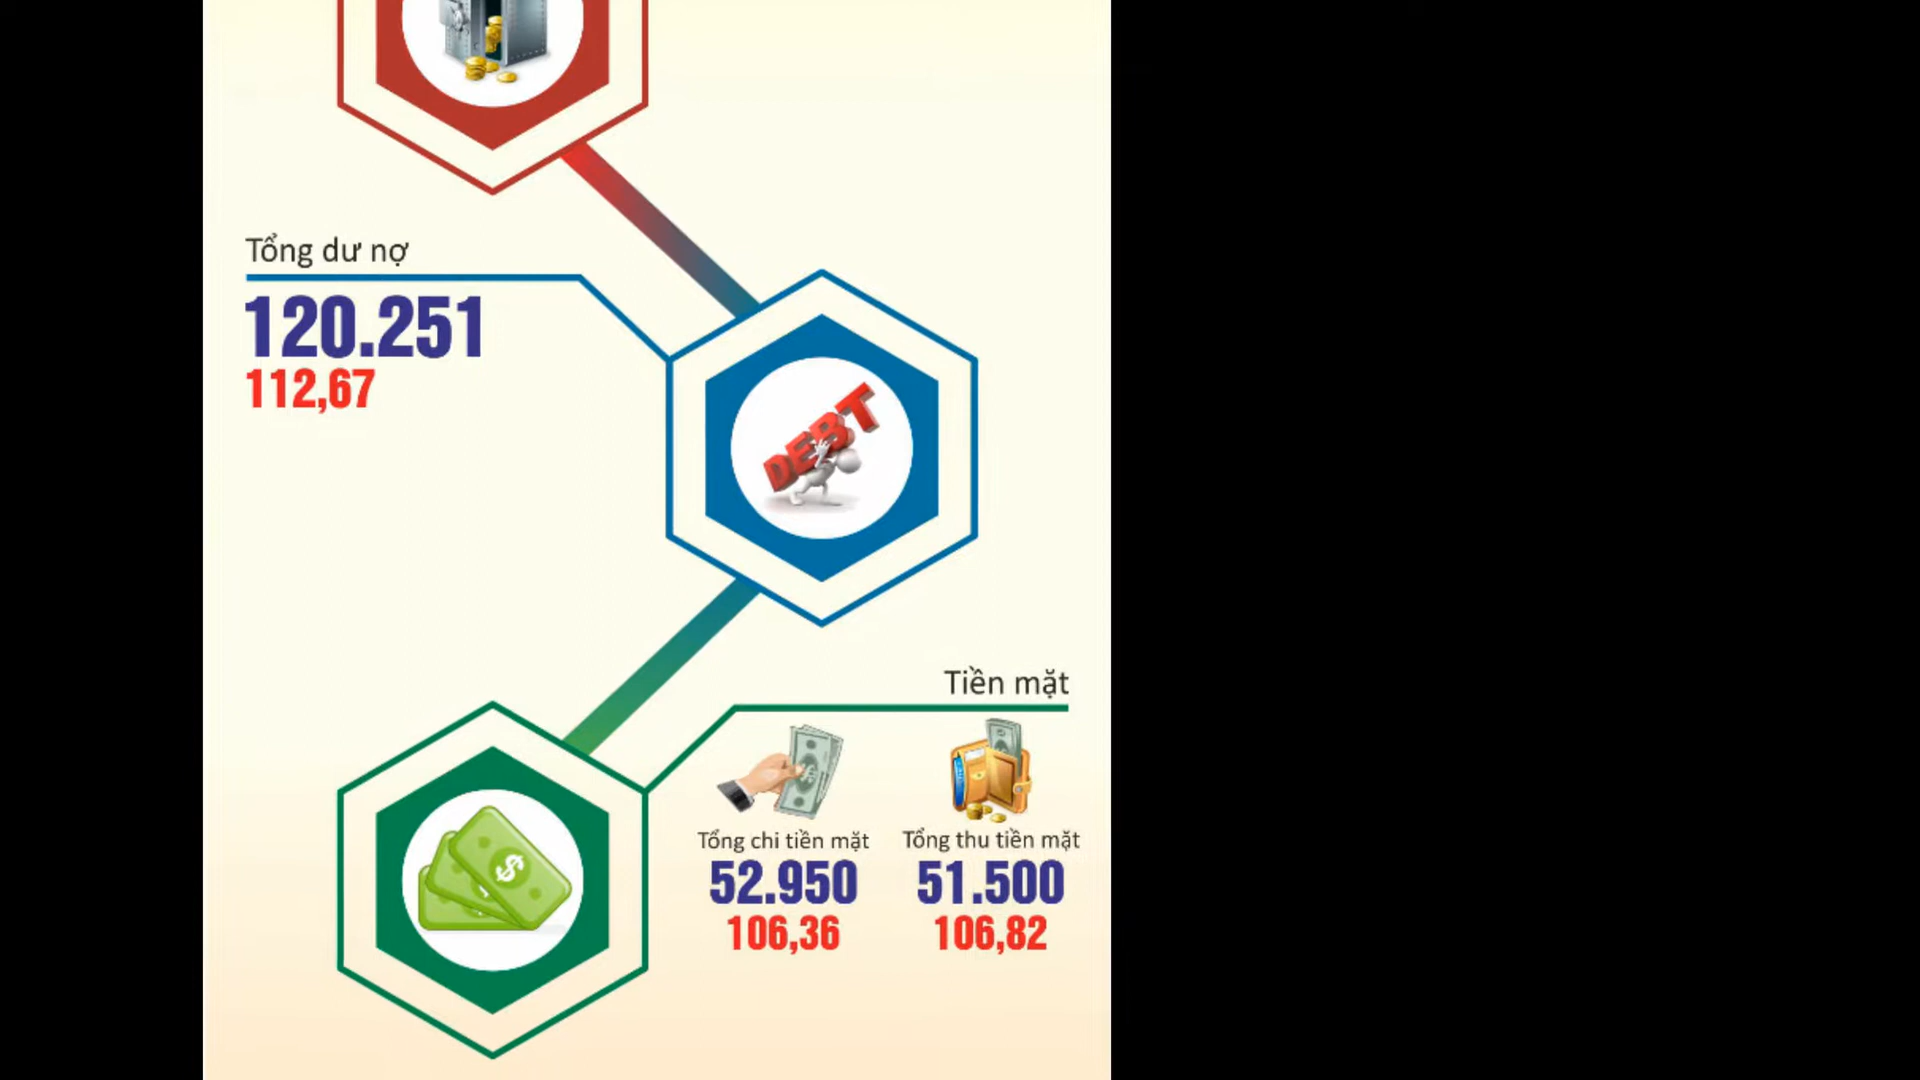 Tổng dư nợ
120.251
112,67
DEBT
Tiền mặt
Tổng chi tiền mặt
52.950
106,36
Tổng thu tiền mặt
51.500
106,82
$